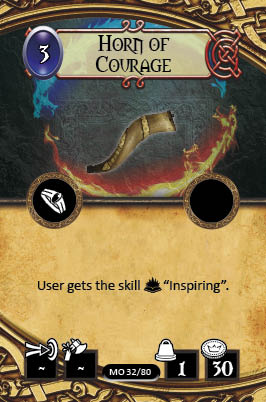 3
HORN OF
COURAGE
User gets the skill "Inspiring".
~ ~ MO 32/80 1 30